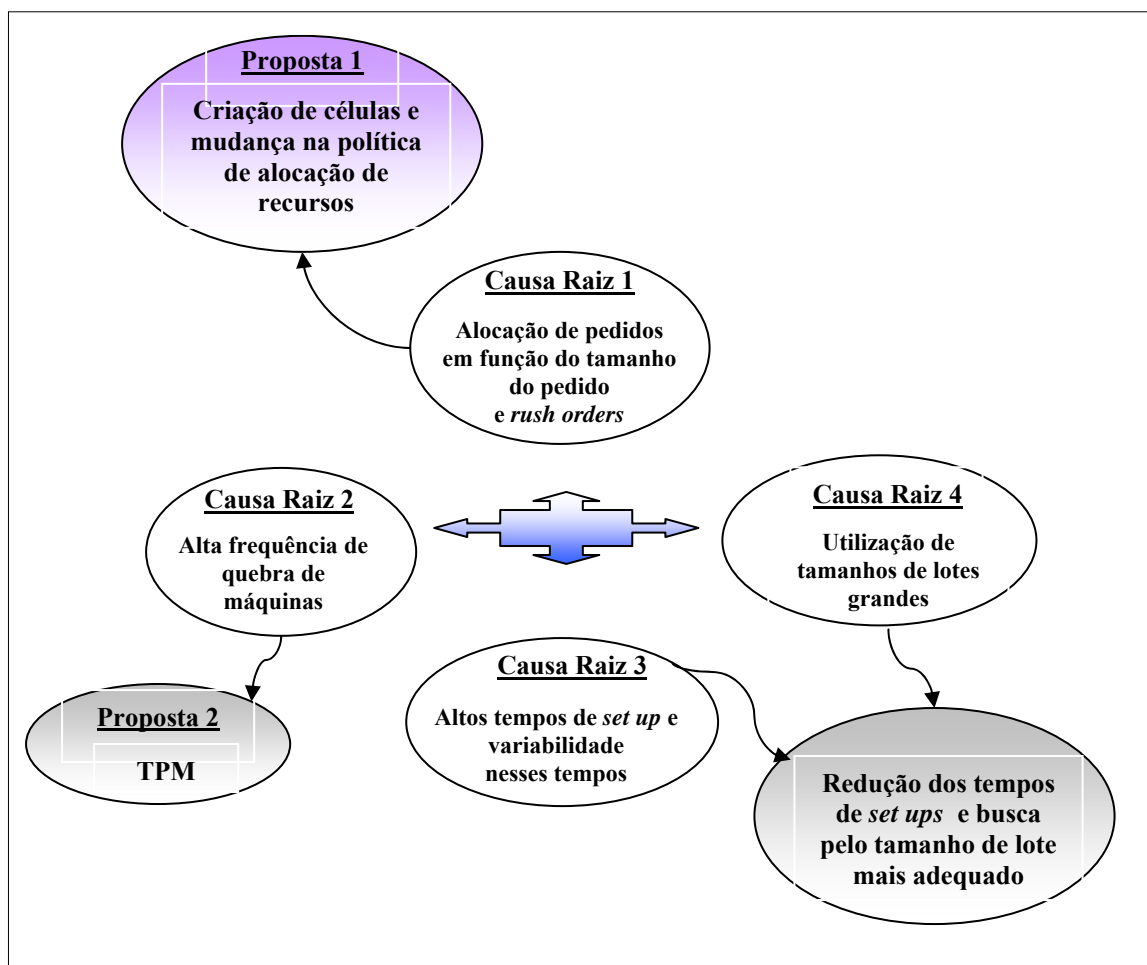 Proposta 1
Criação de células e
mudança na política
de alocação de
recursos
Causa Raiz 1
Alocação de pedidos
em função do tamanho
do pedido
e rush orders
Causa Raiz 2
Alta frequência de
quebra de
máquinas
Causa Raiz 4
Utilização de
tamanhos de lotes
grandes
Causa Raiz 3
Altos tempos de set up e
variabilidade
nesses tempos
Proposta 2
TPM
Redução dos tempos
de set ups e busca
pelo tamanho de lote
mais adequado